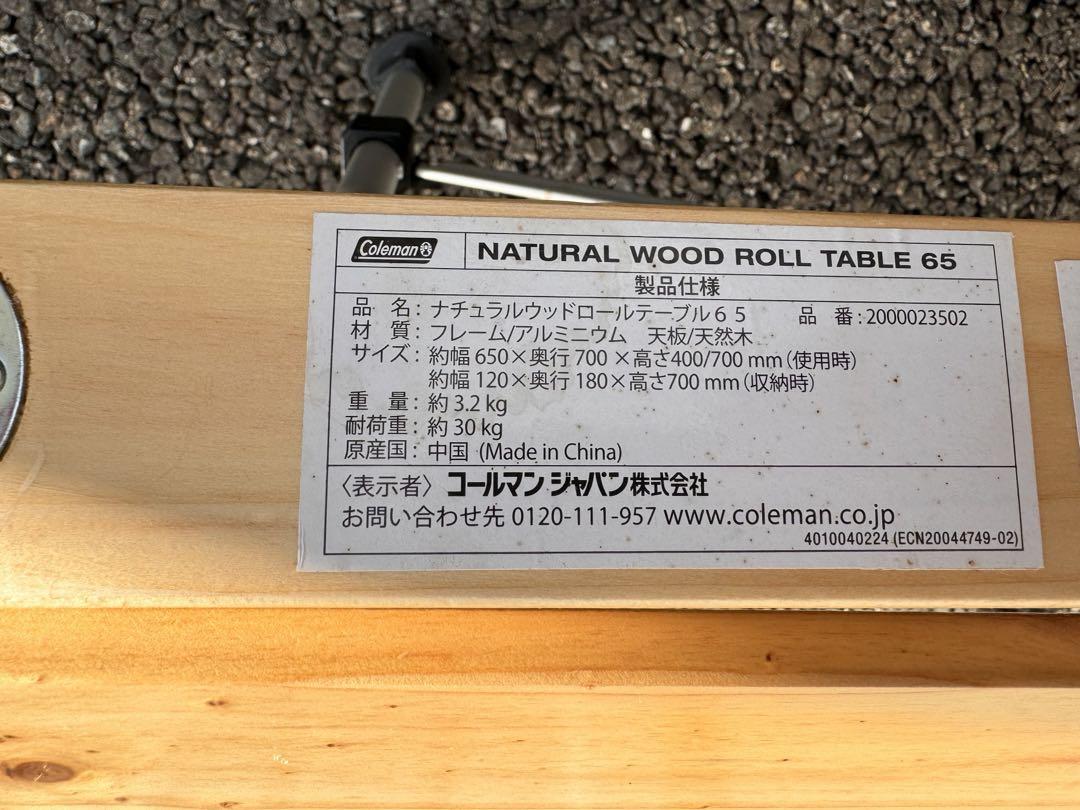 Coleman NATURAL WOOD ROLL TABLE 65
製品仕様
品 名：ナチュラルウッドロールテーブル６５ 品 番：2000023502
材 質：フレーム/アルミニウム 天板/天然木
サイズ：約幅 650×奥行 700 ×高さ400/700 mm（使用時）
約幅 120×奥行 180×高さ700 mm（収納時）
重 量：約 3.2 kg
耐荷重：約 30 kg
原産国：中国 (Made in China)
〈表示者〉コールマン ジャパン株式会社
お問い合わせ先 0120-111-957 www.coleman.co.jp
4010040224 (ECN20044749-02)